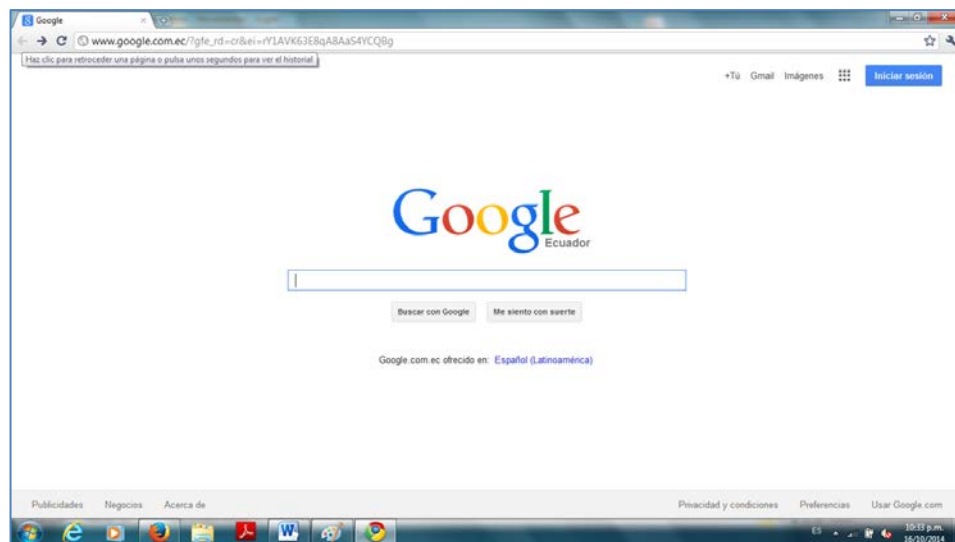 Google
www.google.com.ec/?gfe_rd=cr&ei=rY1AVK63E8qA8AaS4YCQBg
Haz clic para retroceder una página o pulsa unos segundos para ver el historial
+Tú Gmail Imágenes Iniciar sesión
Google
Ecuador
Buscar con Google Me siento con suerte
Google.com.ec ofrecido en: Español (Latinoamérica)
Publicidades Negocios Acerca de Privacidad y condiciones Preferencias Usar Google.com
ES 10:33 p.m.
16/10/2014